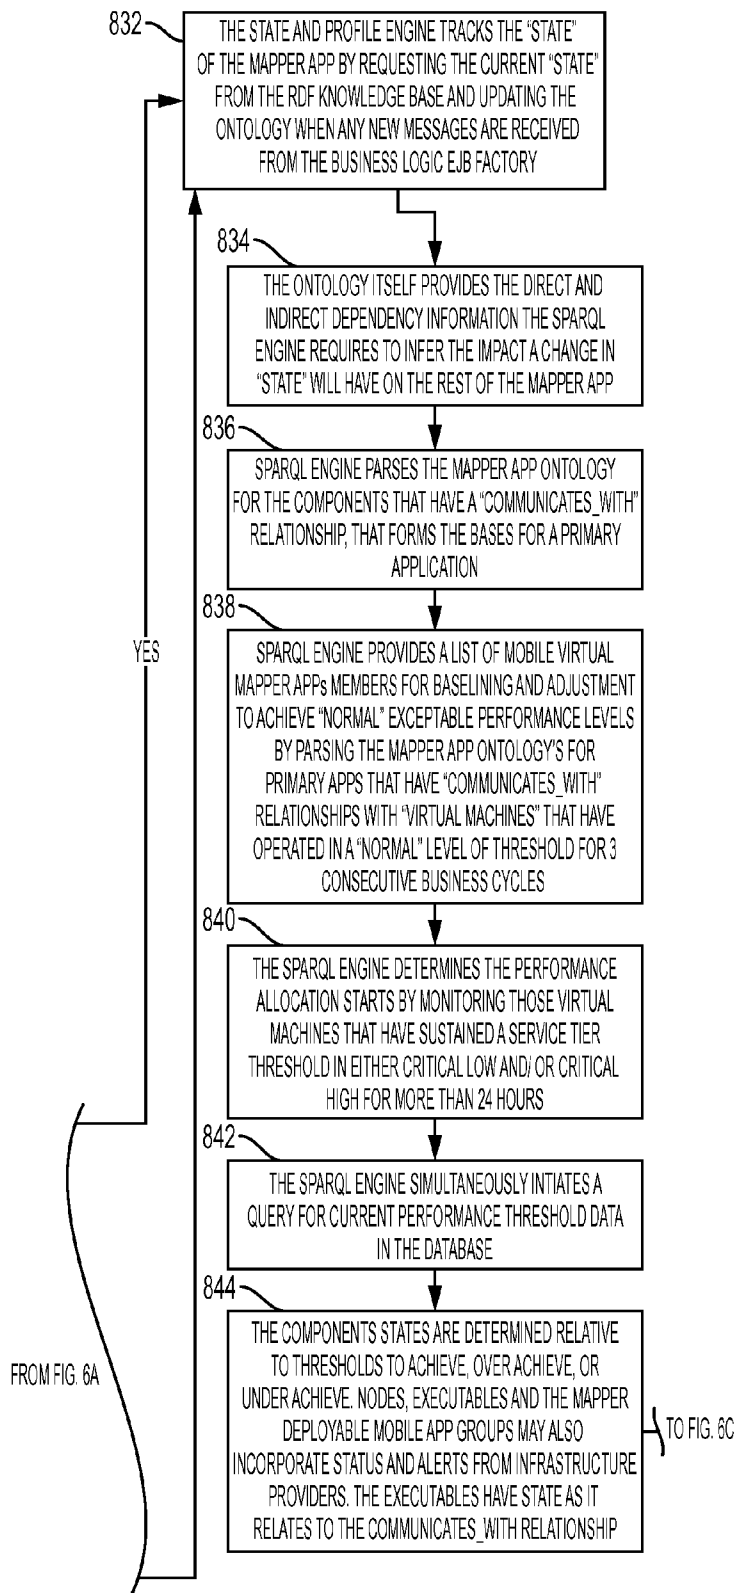 832
THE STATE AND PROFILE ENGINE TRACKS THE "STATE"
OF THE MAPPER APP BY REQUESTING THE CURRENT "STATE"
FROM THE RDF KNOWLEDGE BASE AND UPDATING THE
ONTOLOGY WHEN ANY NEW MESSAGES ARE RECEIVED
FROM THE BUSINESS LOGIC EJB FACTORY
834
THE ONTOLOGY ITSELF PROVIDES THE DIRECT AND
INDIRECT DEPENDENCY INFORMATION THE SPARQL
ENGINE REQUIRES TO INFER THE IMPACT A CHANGE IN
"STATE" WILL HAVE ON THE REST OF THE MAPPER APP
836
SPARQL ENGINE PARSES THE MAPPER APP ONTOLOGY
FOR THE COMPONENTS THAT HAVE A "COMMUNICATES_WITH"
RELATIONSHIP, THAT FORMS THE BASES FOR A PRIMARY
APPLICATION
838
YES
SPARQL ENGINE PROVIDES A LIST OF MOBILE VIRTUAL
MAPPER APPs MEMBERS FOR BASELINING AND ADJUSTMENT
TO ACHIEVE "NORMAL" EXCEPTABLE PERFORMANCE LEVELS
BY PARSING THE MAPPER APP ONTOLOGY'S FOR
PRIMARY APPS THAT HAVE "COMMUNICATES_WITH"
RELATIONSHIPS WITH "VIRTUAL MACHINES" THAT HAVE
OPERATED IN A "NORMAL" LEVEL OF THRESHOLD FOR 3
CONSECUTIVE BUSINESS CYCLES
840
THE SPARQL ENGINE DETERMINES THE PERFORMANCE
ALLOCATION STARTS BY MONITORING THOSE VIRTUAL
MACHINES THAT HAVE SUSTAINED A SERVICE TIER
THRESHOLD IN EITHER CRITICAL LOW AND/ OR CRITICAL
HIGH FOR MORE THAN 24 HOURS
842
THE SPARQL ENGINE SIMULTANEOUSLY INTIATES A
QUERY FOR CURRENT PERFORMANCE THRESHOLD DATA
IN THE DATABASE
844
THE COMPONENTS STATES ARE DETERMINED RELATIVE
TO THRESHOLDS TO ACHIEVE, OVER ACHIEVE, OR
UNDER ACHIEVE. NODES, EXECUTABLES AND THE MAPPER
DEPLOYABLE MOBILE APP GROUPS MAY ALSO
INCORPORATE STATUS AND ALERTS FROM INFRASTRUCTURE
PROVIDERS. THE EXECUTABLES HAVE STATE AS IT
RELATES TO THE COMMUNICATES_WITH RELATIONSHIP
FROM FIG. 6A
TO FIG. 6C